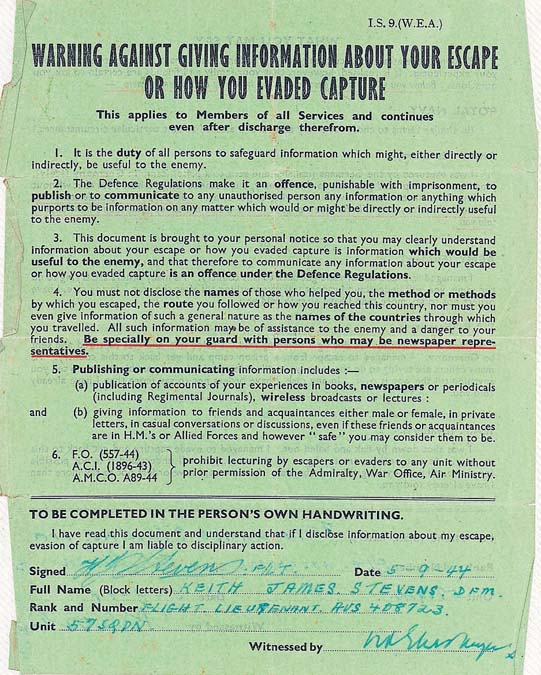 I.S. 9.(W.E.A.)
WARNING AGAINST GIVING INFORMATION ABOUT YOUR ESCAPE
OR HOW YOU EVADED CAPTURE
This applies to Members of all Services and continues
even after discharge therefrom.
1. It is the duty of all persons to safeguard information which might, either directly or
indirectly, be useful to the enemy.
2. The Defence Regulations make it an offence, punishable with imprisonment, to
publish or to communicate to any unauthorised person any information or anything which
purports to be information on any matter which would or might be directly or indirectly useful
to the enemy.
3. This document is brought to your personal notice so that you may clearly understand
information about your escape or how you evaded capture is information which would be
useful to the enemy, and that therefore to communicate any information about your escape
or how you evaded capture is an offence under the Defence Regulations.
4. You must not disclose the names of those who helped you, the method or methods
by which you escaped, the route you followed or how you reached this country, nor must you
even give information of such a general nature as the names of the countries through which
you travelled. All such information may be of assistance to the enemy and a danger to your
friends. Be specially on your guard with persons who may be newspaper repre-
sentatives.
5. Publishing or communicating information includes :—
(a) publication of accounts of your experiences in books, newspapers or periodicals
(including Regimental Journals), wireless broadcasts or lectures :
and (b) giving information to friends and acquaintances either male or female, in private
letters, in casual conversations or discussions, even if these friends or acquaintances
are in H.M.'s or Allied Forces and however "safe" you may consider them to be.
6. F.O. (557-44)
A.C.I. (1896-43)
A.M.C.O. A89-44
prohibit lecturing by escapers or evaders to any unit without
prior permission of the Admiralty, War Office, Air Ministry.
TO BE COMPLETED IN THE PERSON'S OWN HANDWRITING.
I have read this document and understand that if I disclose information about my escape,
evasion of capture I am liable to disciplinary action.
Signed Stevens F/LT. Date 5-9-44
Full Name (Block letters) KEITH JAMES STEVENS. DFM.
Rank and Number FLIGHT LIEUTENANT AUS 408723.
Unit 57 SQDN.
Witnessed by